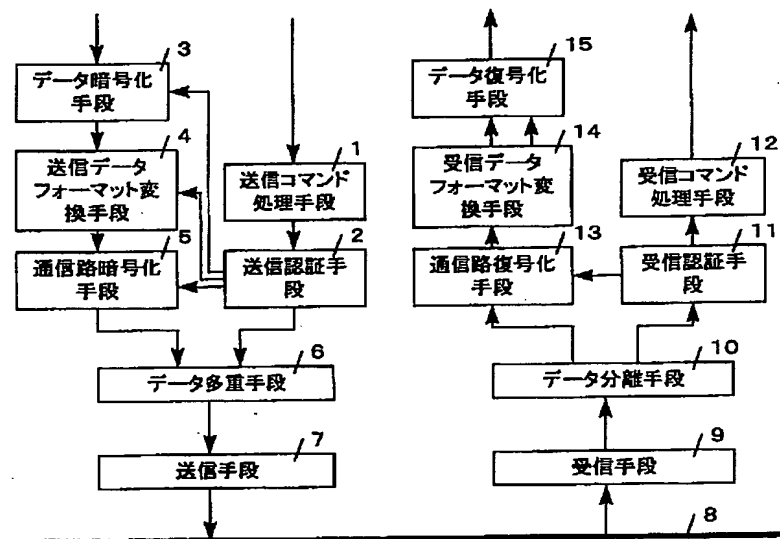 3
データ暗号化
手段
4
送信データ
フォーマット変
換手段
5
通信路暗号化
手段
1
送信コマンド
処理手段
2
送信認証手
段
6
データ多重手段
7
送信手段
15
データ復号化
手段
14
受信データ
フォーマット変
換手段
13
通信路復号化
手段
12
受信コマンド
処理手段
11
受信認証手
段
10
データ分離手段
9
受信手段
8